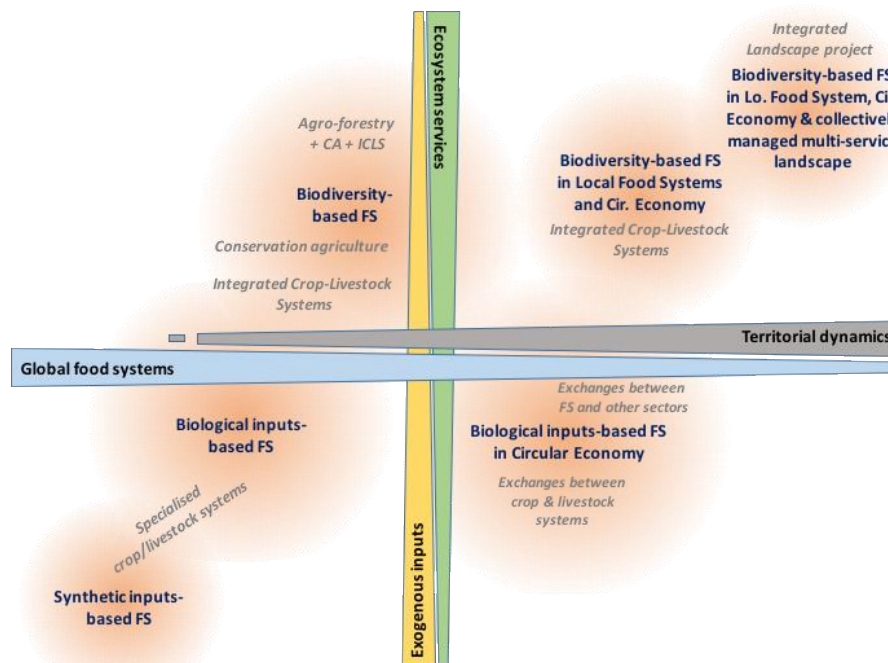 Integrated
Landscape project
Biodiversity-based FS
in Lo. Food System, Ci
Economy & collectivel
managed multi-servic
landscape
Ecosystem services
Agro-forestry
+ CA + ICLS
Biodiversity-
based FS
Conservation agriculture
Integrated Crop-Livestock
Systems
Biodiversity-based FS
in Local Food Systems
and Cir. Economy
Integrated Crop-Livestock
Systems
Territorial dynamics
Global food systems
Biological inputs-
based FS
Exchanges between
FS and other sectors
Biological inputs-based FS
in Circular Economy
Exchanges between
crop & livestock
systems
Specialised
crop/livestock systems
Synthetic inputs-
based FS
Exogenous inputs